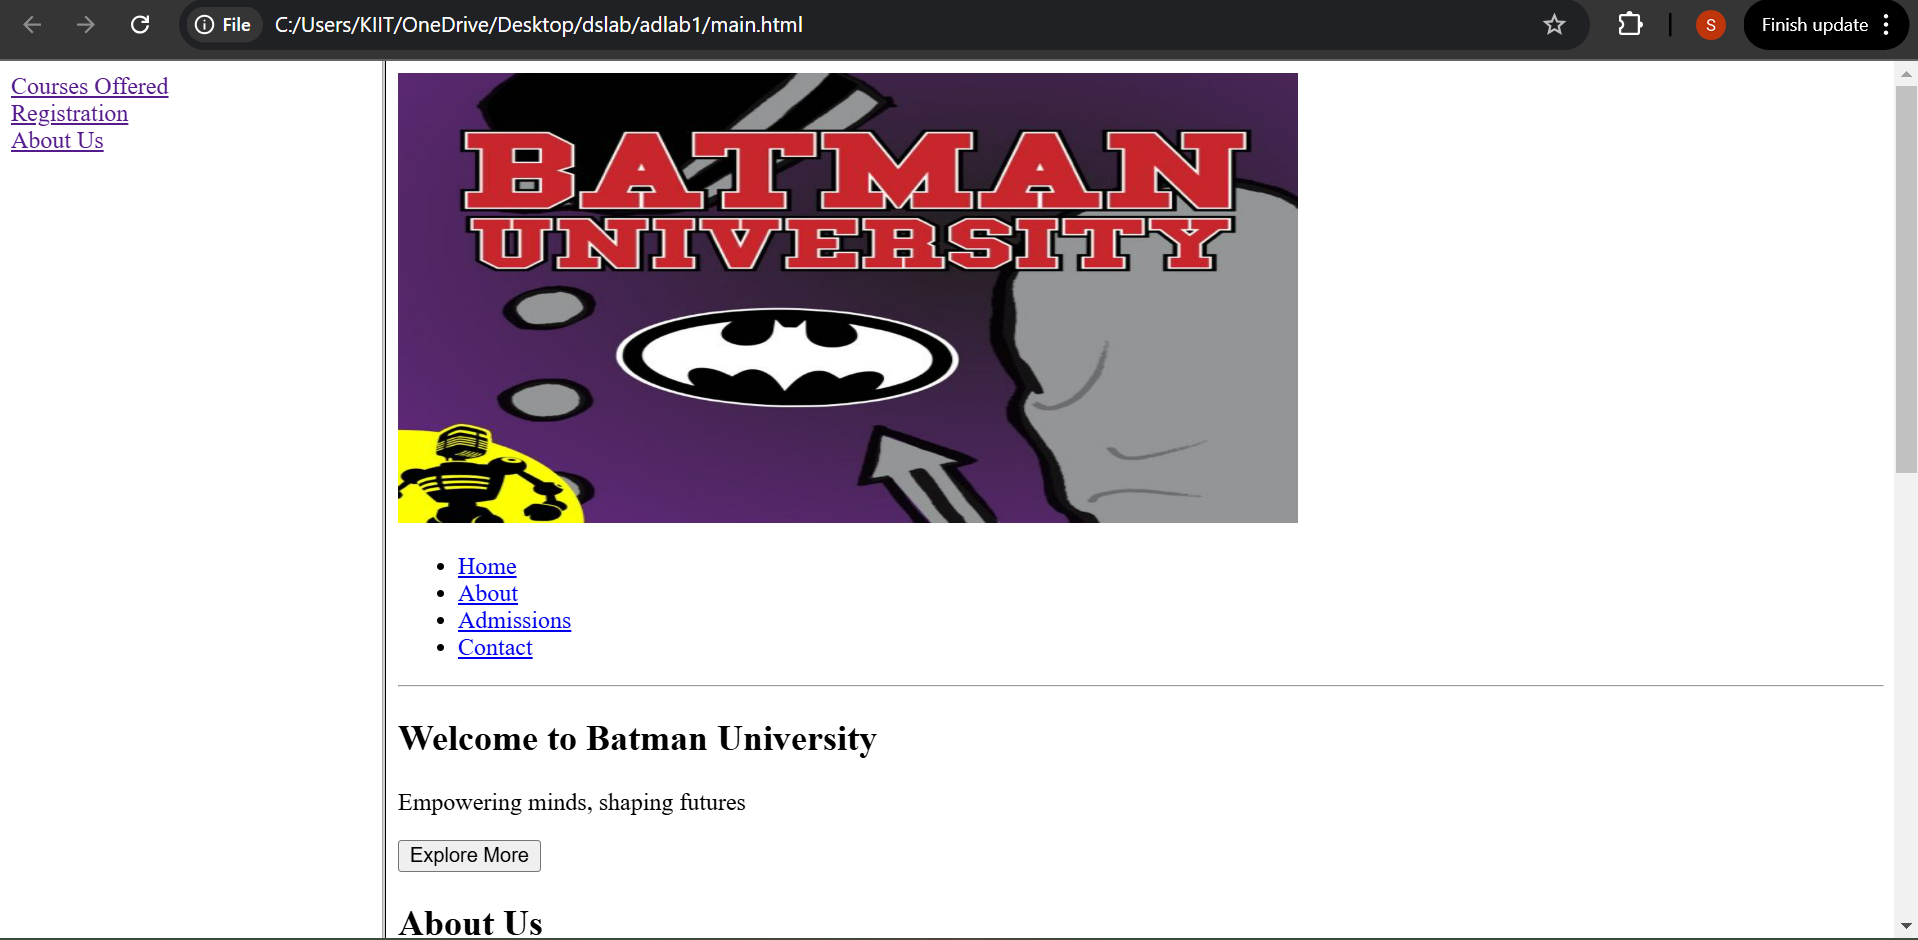 File C:/Users/KIIT/OneDrive/Desktop/dslab/adlab1/main.html S Finish update
Courses Offered
Registration
About Us
BATMAN
UNIVERSITY
Home
About
Admissions
Contact
Welcome to Batman University
Empowering minds, shaping futures
Explore More
About Us